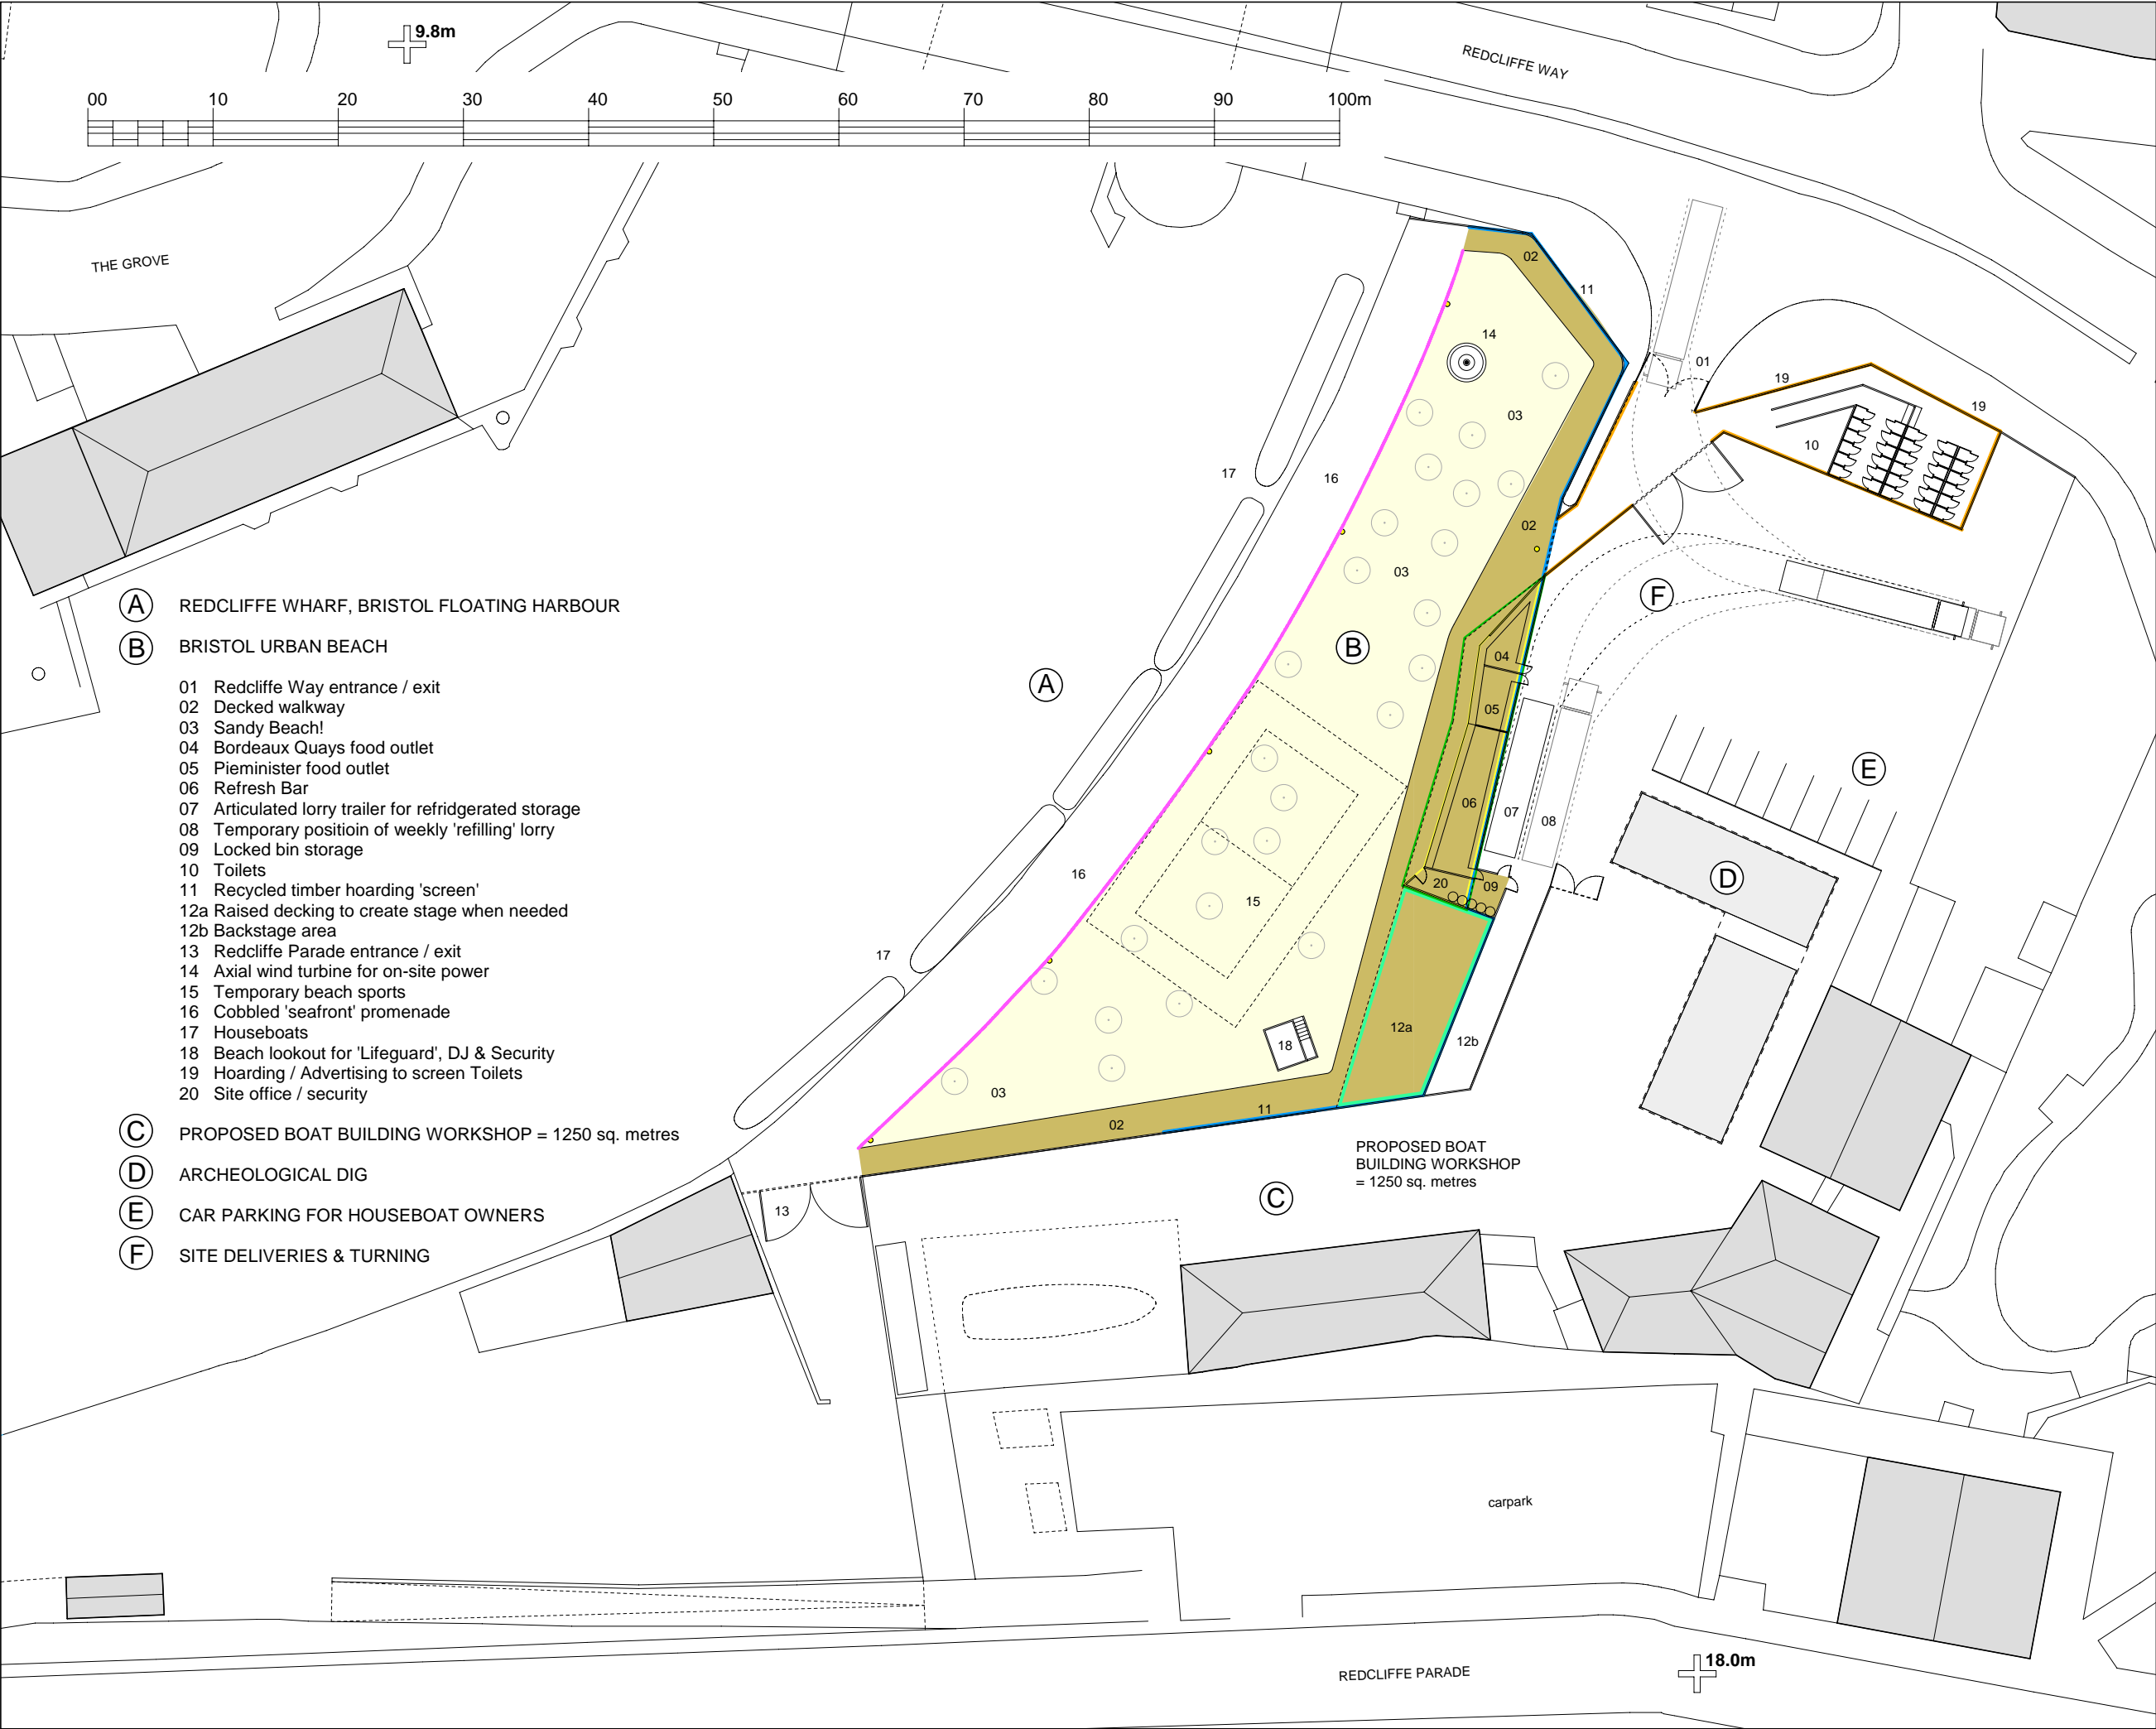 9.8m
REDCLIFFE WAY
00 10 20 30 40 50 60 70 80 90 100m
THE GROVE
02
11
14
01
19
19
03
10
17
16
02
03
A REDCLIFFE WHARF, BRISTOL FLOATING HARBOUR
F
B BRISTOL URBAN BEACH
B
04
A
01 Redcliffe Way entrance / exit
02 Decked walkway
03 Sandy Beach!
04 Bordeaux Quays food outlet
05 Pieminister food outlet
06 Refresh Bar
07 Articulated lorry trailer for refridgerated storage
08 Temporary positioin of weekly 'refilling' lorry
09 Locked bin storage
10 Toilets
11 Recycled timber hoarding 'screen'
12a Raised decking to create stage when needed
12b Backstage area
13 Redcliffe Parade entrance / exit
14 Axial wind turbine for on-site power
15 Temporary beach sports
16 Cobbled 'seafront' promenade
17 Houseboats
18 Beach lookout for 'Lifeguard', DJ & Security
19 Hoarding / Advertising to screen Toilets
20 Site office / security
05
E
06
07
08
16
20
09
D
15
17
12a
12b
18
03
11
02
C PROPOSED BOAT BUILDING WORKSHOP = 1250 sq. metres
D ARCHEOLOGICAL DIG
E CAR PARKING FOR HOUSEBOAT OWNERS
F SITE DELIVERIES & TURNING
PROPOSED BOAT
BUILDING WORKSHOP
= 1250 sq. metres
C
13
carpark
REDCLIFFE PARADE
18.0m